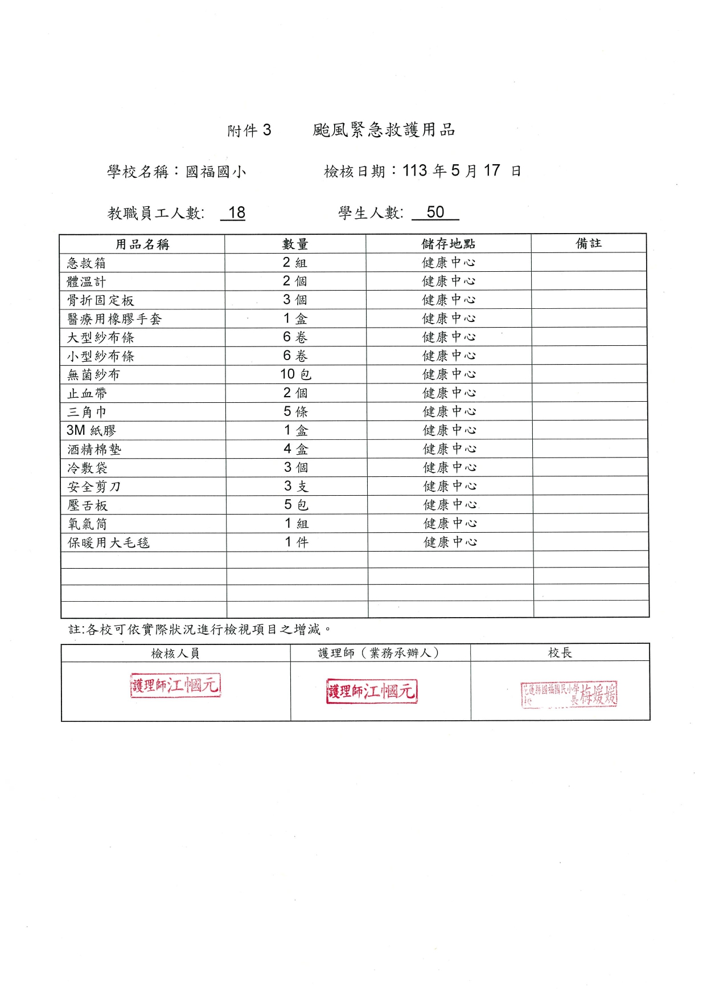 附件 3 颱風緊急救護用品
學校名稱：國福國小 檢核日期：113 年 5 月 17 日
教職員工人數: 18 學生人數: 50
用品名稱 數量 儲存地點 備註
急救箱 2 組 健康中心
體溫計 2 個 健康中心
骨折固定板 3 個 健康中心
醫療用橡膠手套 1 盒 健康中心
大型紗布條 6 卷 健康中心
小型紗布條 6 卷 健康中心
無菌紗布 10 包 健康中心
止血帶 2 個 健康中心
三角巾 5 條 健康中心
3M 紙膠 1 盒 健康中心
酒精棉墊 4 盒 健康中心
冷敷袋 3 個 健康中心
安全剪刀 3 支 健康中心
壓舌板 5 包 健康中心
氧氣筒 1 組 健康中心
保暖用大毛毯 1 件 健康中心
註:各校可依實際狀況進行檢視項目之增減。
檢核人員 護理師（業務承辦人） 校長
護理師江幗元 護理師江幗元 花蓮縣國福國民小學校長梅媛媛